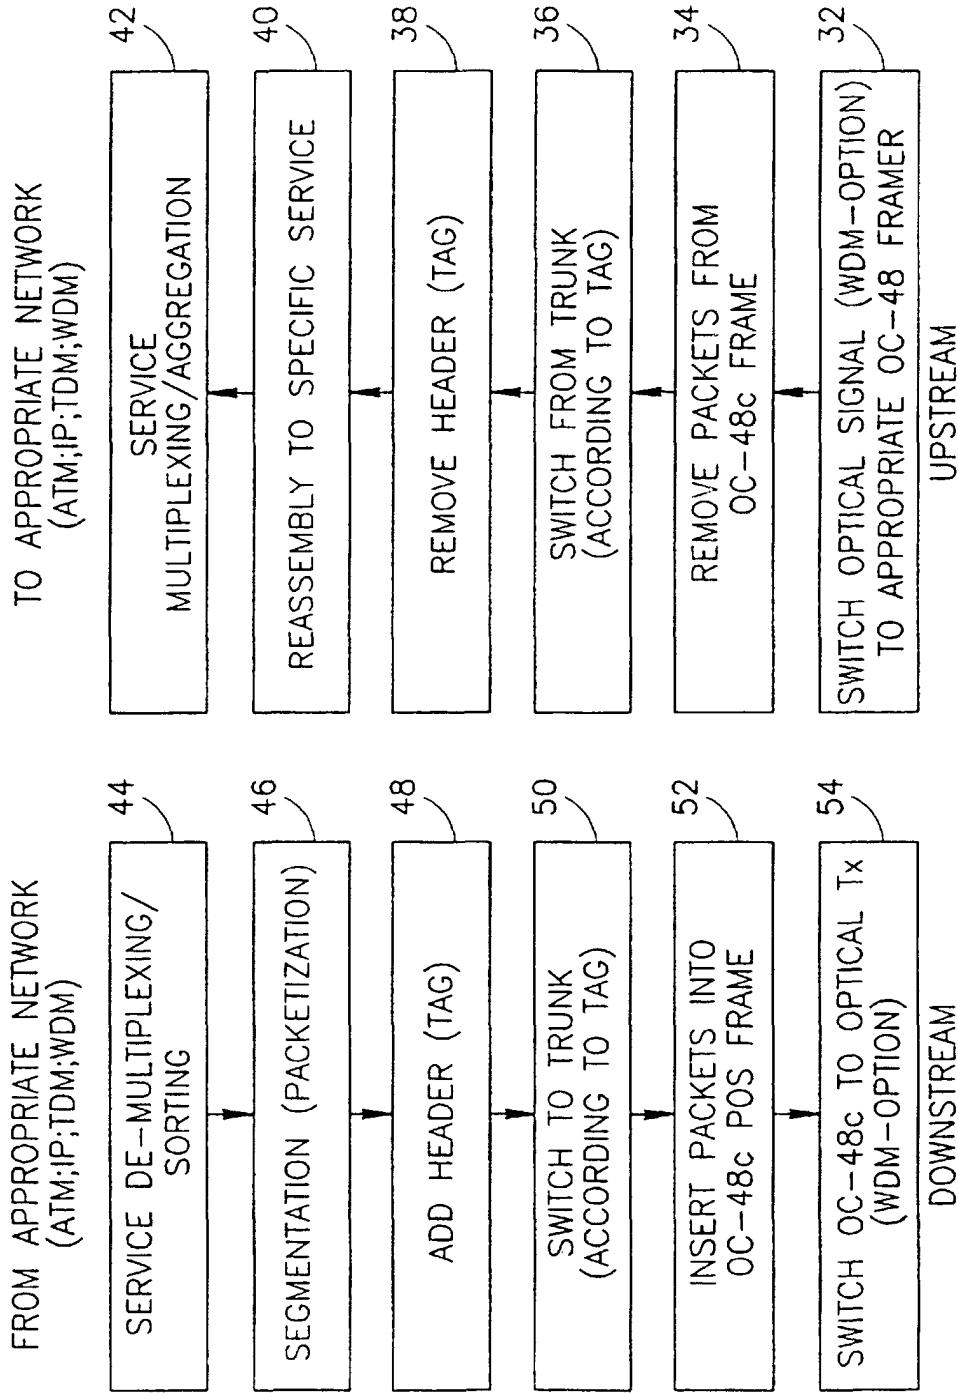 FROM APPROPRIATE NETWORK
(ATM;IP;TDM;WDM)
44
SERVICE DE-MULTIPLEXING/
SORTING
46
SEGMENTATION (PACKETIZATION)
48
ADD HEADER (TAG)
50
SWITCH TO TRUNK
(ACCORDING TO TAG)
52
INSERT PACKETS INTO
OC-48c POS FRAME
54
SWITCH OC-48c TO OPTICAL Tx
(WDM-OPTION)
DOWNSTREAM
TO APPROPRIATE NETWORK
(ATM;IP;TDM;WDM)
42
SERVICE
MULTIPLEXING/AGGREGATION
40
REASSEMBLY TO SPECIFIC SERVICE
38
REMOVE HEADER (TAG)
36
SWITCH FROM TRUNK
(ACCORDING TO TAG)
34
REMOVE PACKETS FROM
OC-48c FRAME
32
SWITCH OPTICAL SIGNAL (WDM-OPTION)
TO APPROPRIATE OC-48 FRAMER
UPSTREAM